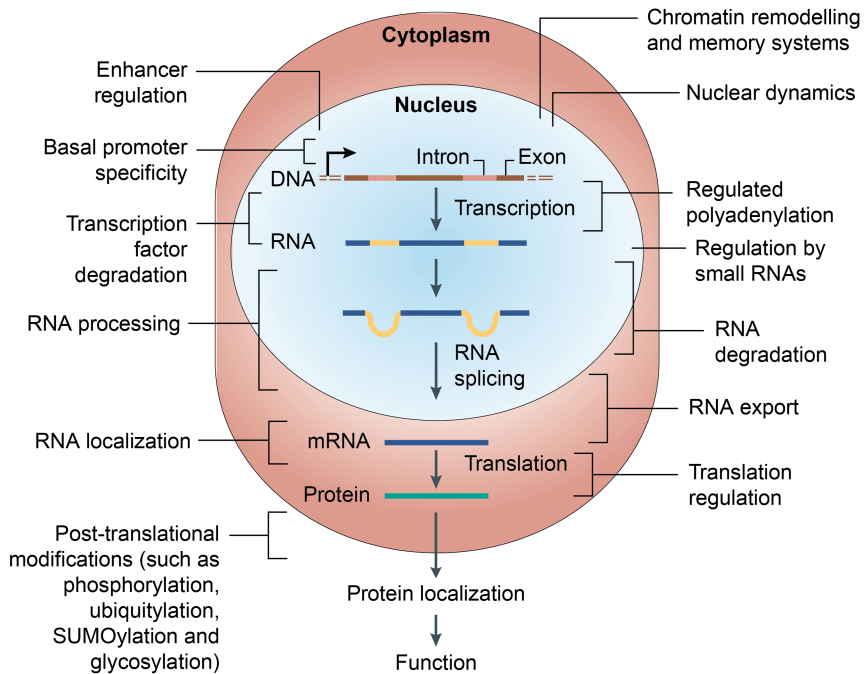 Cytoplasm
Chromatin remodelling
and memory systems
Enhancer
regulation
Nucleus
Nuclear dynamics
Basal promoter
specificity
Intron
Exon
DNA
Transcription
Regulated
polyadenylation
Transcription
factor
degradation
RNA
Regulation by
small RNAs
RNA processing
RNA
splicing
RNA
degradation
RNA export
RNA localization
mRNA
Translation
Translation
regulation
Protein
Post-translational
modifications (such as
phosphorylation,
ubiquitylation,
SUMOylation and
glycosylation)
Protein localization
Function